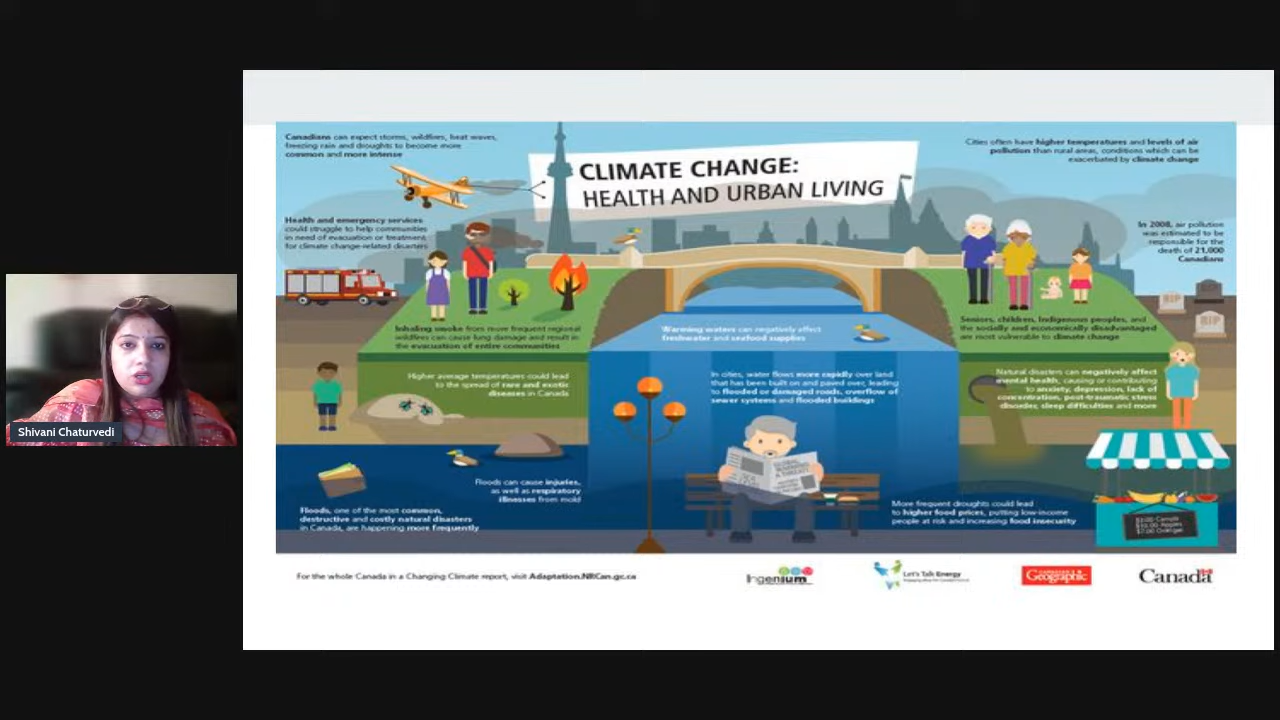 Canadians can expect storms, wildfires, heat waves,
freezing rain and droughts to become more
common and more intense
CLIMATE CHANGE:
HEALTH AND URBAN LIVING
Cities often have higher temperatures and levels of air
pollution than rural areas, conditions which can be
exacerbated by climate change
Health and emergency services
could struggle to help communities
in need of evacuation or treatment
for climate change-related disasters
In 2008, air pollution
was estimated to be
responsible for the
death of 21,000
Canadians
RIP
RIP
Inhaling smoke from more frequent regional
wildfires can cause lung damage and result in
the evacuation of entire communities
Warming waters can negatively affect
freshwater and seafood supplies
Seniors, children, Indigenous peoples, and
the socially and economically disadvantaged
are most vulnerable to climate change
Higher average temperatures could lead
to the spread of rare and exotic
diseases in Canada
In cities, water flows more rapidly over land
that has been built on and paved over, leading
to flooded or damaged roads, overflow of
sewer systems and flooded buildings
Natural disasters can negatively affect
mental health, causing or contributing
to anxiety, depression, lack of
concentration, post-traumatic stress
disorder, sleep difficulties and more
Shivani Chaturvedi
GLOBAL
WARMING
A THREAT
Floods can cause injuries,
as well as respiratory
illnesses from mold
Floods, one of the most common,
destructive and costly natural disasters
in Canada, are happening more frequently
More frequent droughts could lead
to higher food prices, putting low-income
people at risk and increasing food insecurity
For the whole Canada in a Changing Climate report, visit Adaptation.NRCan.gc.ca
Ingenium
Let's Talk Energy
Geographic
Canada